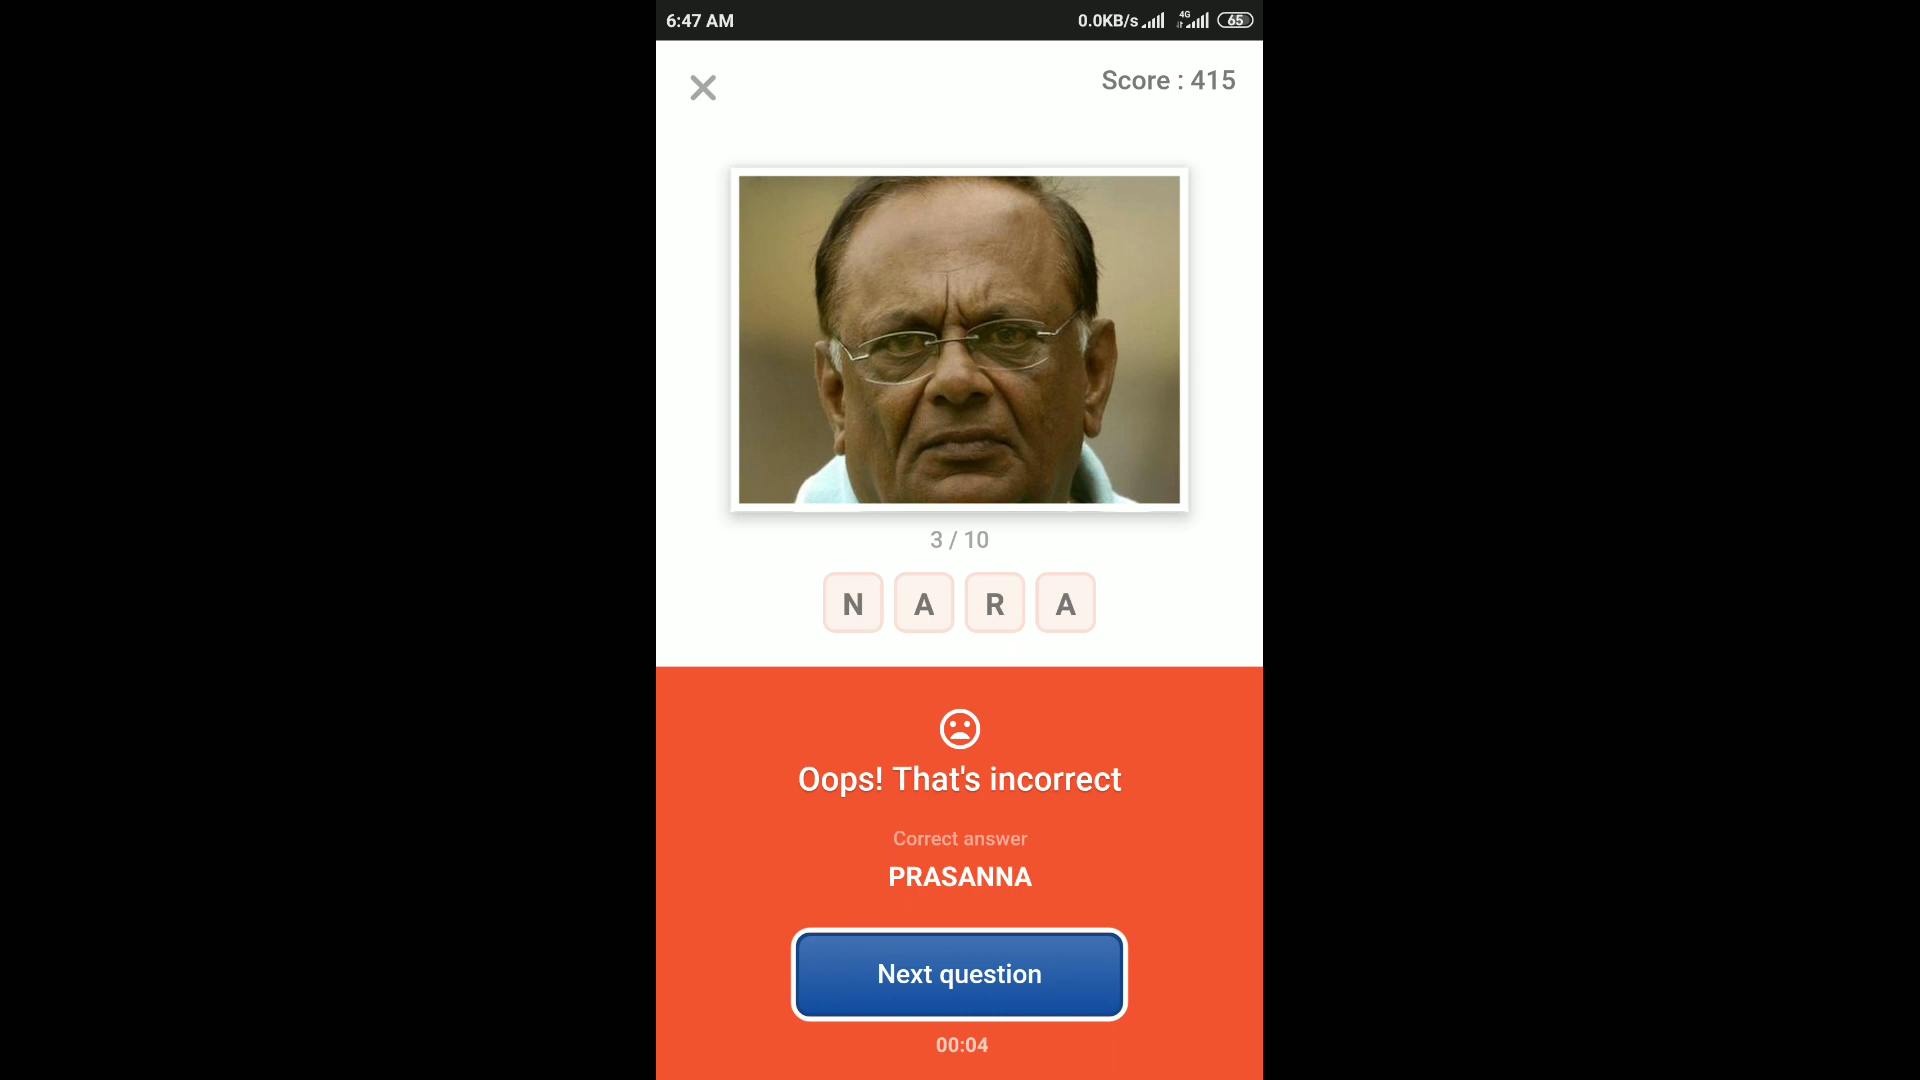 6:47 AM 0.0KB/s 4G 65
Score : 415
3 / 10
N A R A
Oops! That's incorrect
Correct answer
PRASANNA
Next question
00:04